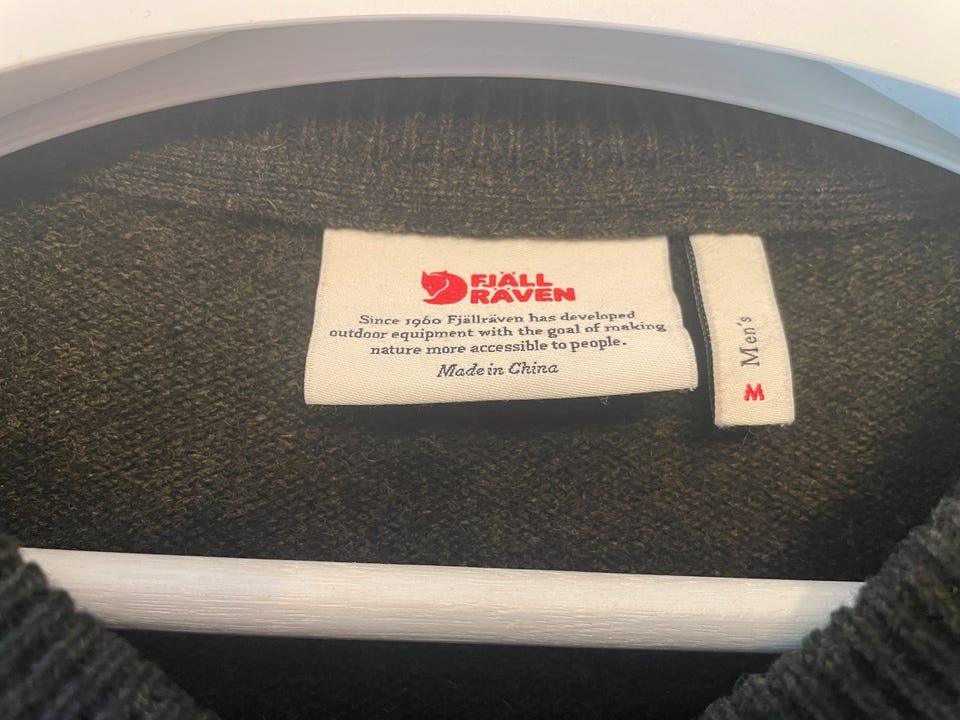 FJÄLL
RÄVEN
Since 1960 Fjällräven has developed
outdoor equipment with the goal of making
nature more accessible to people.
Made in China
Men's
M